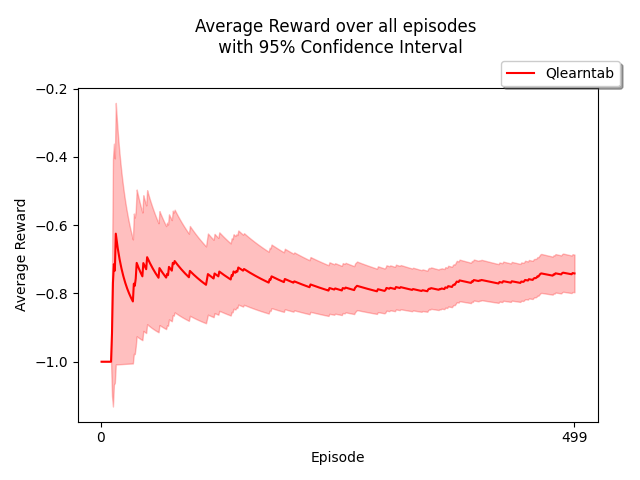 Average Reward over all episodes
with 95% Confidence Interval
Qlearntab
−0.2
−0.4
−0.6
−0.8
−1.0
Average Reward
0
499
Episode